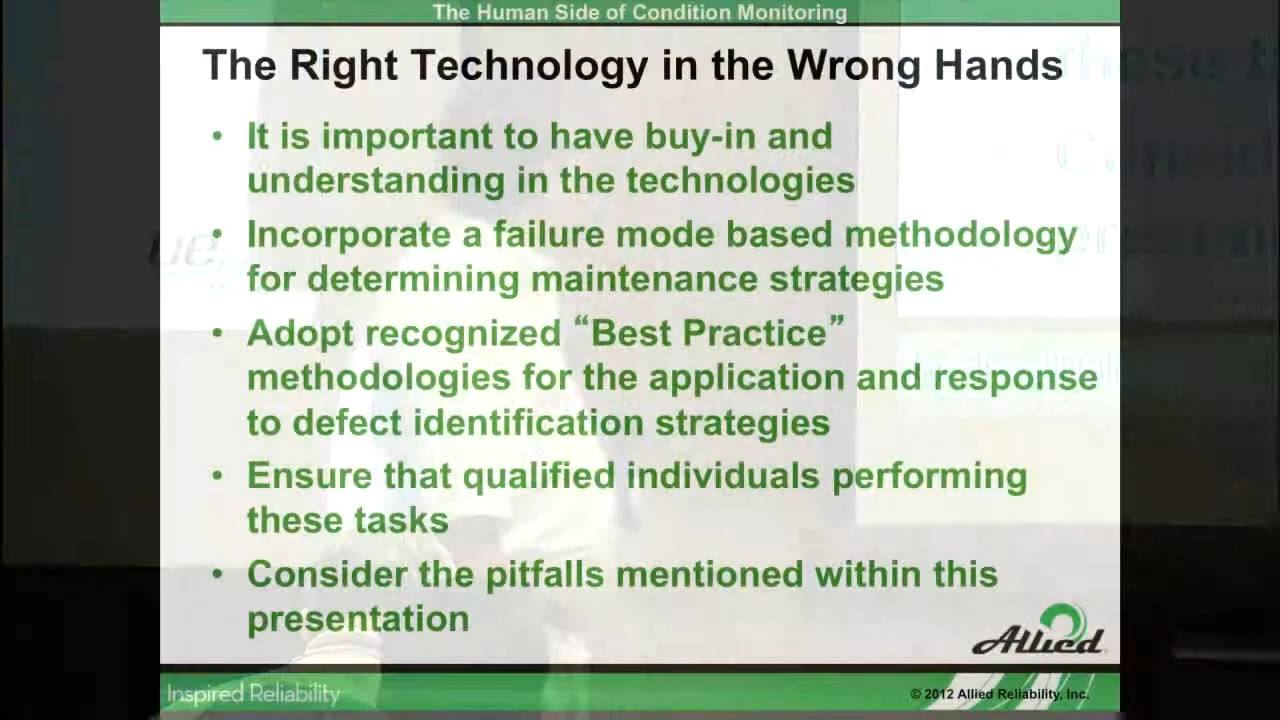 The Human Side of Condition Monitoring
The Right Technology in the Wrong Hands
• It is important to have buy-in and
understanding in the technologies
• Incorporate a failure mode based methodology
for determining maintenance strategies
• Adopt recognized “Best Practice”
methodologies for the application and response
to defect identification strategies
• Ensure that qualified individuals performing
these tasks
• Consider the pitfalls mentioned within this
presentation
Allied
Inspired Reliability
© 2012 Allied Reliability, Inc.